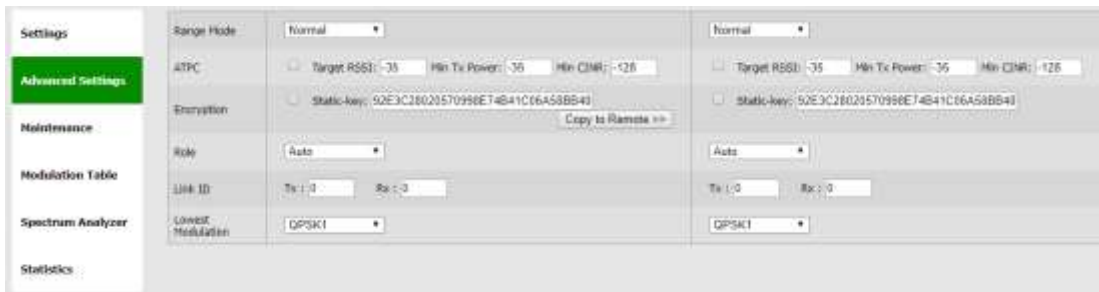 Settings
Advanced Settings
Maintenance
Modulation Table
Spectrum Analyzer
Statistics
Range Mode Normal Normal
ATPC Target RSSI: -35 Min Tx Power: -35 Min CINR: -128 Target RSSI: -35 Min Tx Power: -35 Min CINR: -128
Encryption Static-key: Static-key:
Copy to Remote >>
Role Auto Auto
Link ID Tx : 0 Rx : 0 Tx : 0 Rx : 0
Lowest Modulation QPSK1 QPSK1